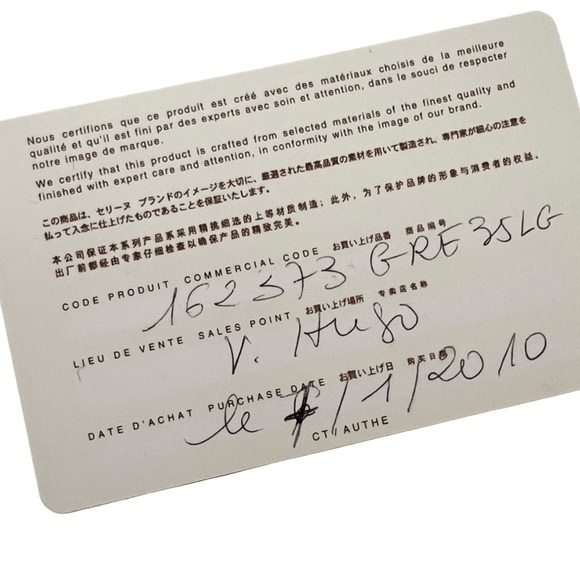 Nous certifions que ce produit est créé avec des matériaux choisis de la meilleure
qualité et qu'il est fini par des experts avec soin et attention, dans le souci de respecter
notre image de marque.
We certify that this product is crafted from selected materials of the finest quality and
finished with expert care and attention, in conformity with the image of our brand.
この商品は、セリーヌ ブランドのイメージを大切に、厳選された最高品質の素材を用いて製造され、専門家が細心の注意を
払って入念に仕上げたものであることを保証いたします。
本公司保证本系列产品系采用精挑细选的上等材质制造；此外，为了保护品牌的形象与消费者的权益，
出厂前都经由专家仔细检查以确保产品的精致完美。
CODE PRODUIT COMMERCIAL CODE お買い上げ品番 商品编号
162373 GRE35LG
LIEU DE VENTE SALES POINT お買い上げ場所 专卖店名称
V. Hugo
DATE D'ACHAT PURCHASE DATE お買い上げ日 购买日期
le /1/2010
CT AUTHE